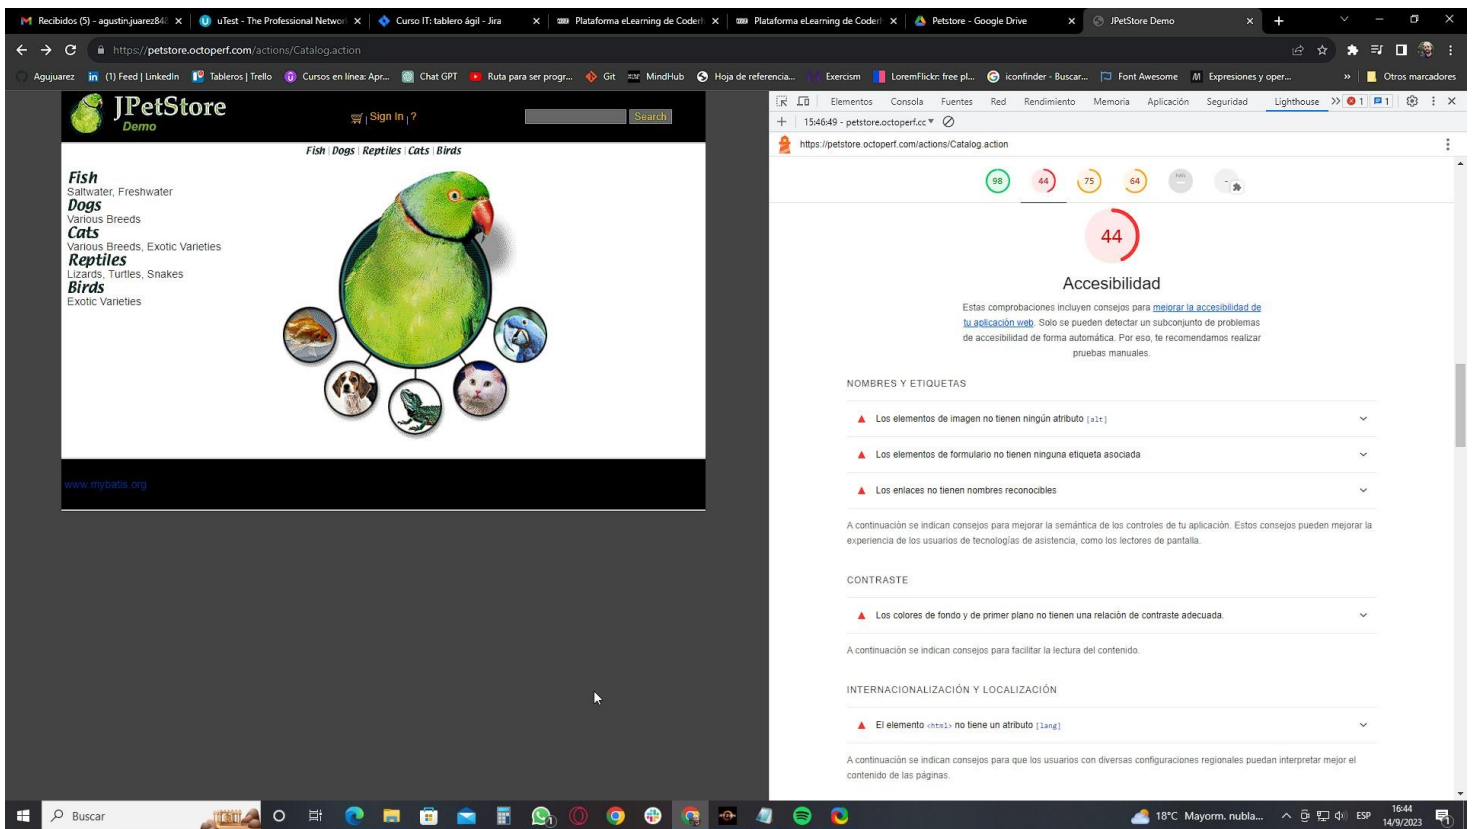 Recibidos (5) - agustin.juarez848
uTest - The Professional Networ
Curso IT: tablero ágil - Jira
Plataforma eLearning de Coderh
Plataforma eLearning de Coderh
Petstore - Google Drive
JPetStore Demo
https://petstore.octoperf.com/actions/Catalog.action
Agujuarez
(1) Feed | LinkedIn
Tableros | Trello
Cursos en línea: Apr...
Chat GPT
Ruta para ser progr...
Git
MindHub
Hoja de referencia...
Exercism
LoremFlickr: free pl...
iconfinder - Buscar...
Font Awesome
Expresiones y oper...
»
Otros marcadores
JPetStore
Demo
Sign In | ?
Search
Fish | Dogs | Reptiles | Cats | Birds
Fish
Saltwater, Freshwater
Dogs
Various Breeds
Cats
Various Breeds, Exotic Varieties
Reptiles
Lizards, Turtles, Snakes
Birds
Exotic Varieties
www.mybatis.org
Elementos Consola Fuentes Red Rendimiento Memoria Aplicación Seguridad Lighthouse 1 1
15:46:49 - petstore.octoperf.cc
https://petstore.octoperf.com/actions/Catalog.action
98 44 75 64
44
Accesibilidad
Estas comprobaciones incluyen consejos para mejorar la accesibilidad de
tu aplicación web. Solo se pueden detectar un subconjunto de problemas
de accesibilidad de forma automática. Por eso, te recomendamos realizar
pruebas manuales.
NOMBRES Y ETIQUETAS
Los elementos de imagen no tienen ningún atributo [alt]
Los elementos de formulario no tienen ninguna etiqueta asociada
Los enlaces no tienen nombres reconocibles
A continuación se indican consejos para mejorar la semántica de los controles de tu aplicación. Estos consejos pueden mejorar la
experiencia de los usuarios de tecnologías de asistencia, como los lectores de pantalla.
CONTRASTE
Los colores de fondo y de primer plano no tienen una relación de contraste adecuada.
A continuación se indican consejos para facilitar la lectura del contenido.
INTERNACIONALIZACIÓN Y LOCALIZACIÓN
El elemento <html> no tiene un atributo [lang]
A continuación se indican consejos para que los usuarios con diversas configuraciones regionales puedan interpretar mejor el
contenido de las páginas.
Buscar
18°C Mayorm. nubla...
ESP
16:44
14/9/2023